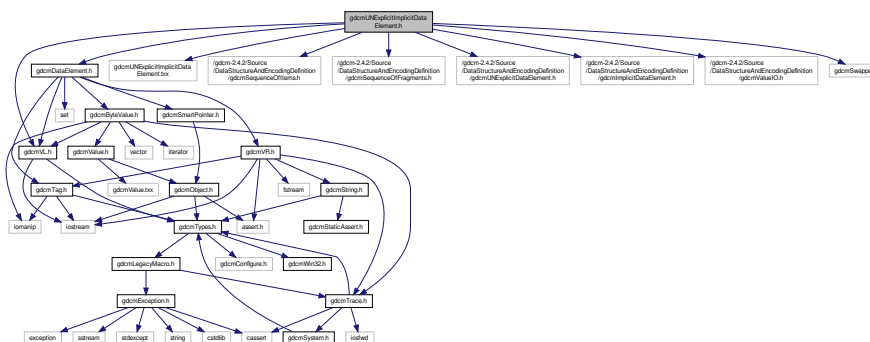 gdcmUNExplicitImplicitData
Element.h
gdcmDataElement.h
gdcmUNExplicitImplicitData
Element.txx
/gdcm-2.4.2/Source
/DataStructureAndEncodingDefinition
/gdcmSequenceOfItems.h
/gdcm-2.4.2/Source
/DataStructureAndEncodingDefinition
/gdcmSequenceOfFragments.h
/gdcm-2.4.2/Source
/DataStructureAndEncodingDefinition
/gdcmUNExplicitDataElement.h
/gdcm-2.4.2/Source
/DataStructureAndEncodingDefinition
/gdcmImplicitDataElement.h
/gdcm-2.4.2/Source
/DataStructureAndEncodingDefinition
/gdcmValueIO.h
set
gdcmByteValue.h
gdcmSmartPointer.h
gdcmVL.h
gdcmValue.h
vector
iterator
gdcmVR.h
gdcmTag.h
gdcmValue.txx
gdcmObject.h
fstream
gdcmString.h
iomanip
iostream
gdcmTypes.h
assert.h
gdcmStaticAssert.h
gdcmLegacyMacro.h
gdcmConfigure.h
gdcmWin32.h
gdcmException.h
gdcmTrace.h
exception
sstream
stdexcept
string
cstdlib
cassert
gdcmSystem.h
iosfwd